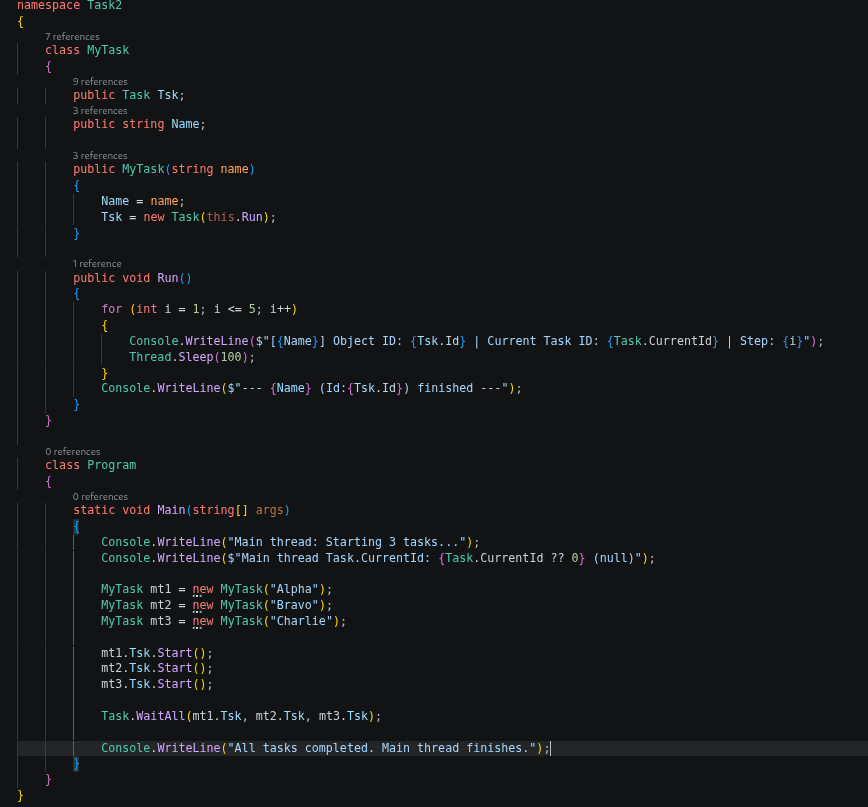 namespace Task2
{
7 references
class MyTask
{
9 references
public Task Tsk;
3 references
public string Name;
3 references
public MyTask(string name)
{
Name = name;
Tsk = new Task(this.Run);
}
1 reference
public void Run()
{
for (int i = 1; i <= 5; i++)
{
Console.WriteLine($"[{Name}] Object ID: {Tsk.Id} | Current Task ID: {Task.CurrentId} | Step: {i}");
Thread.Sleep(100);
}
Console.WriteLine($"--- {Name} (Id:{Tsk.Id}) finished ---");
}
}
0 references
class Program
{
0 references
static void Main(string[] args)
{
Console.WriteLine("Main thread: Starting 3 tasks...");
Console.WriteLine($"Main thread Task.CurrentId: {Task.CurrentId ?? 0} (null)");
MyTask mt1 = new MyTask("Alpha");
MyTask mt2 = new MyTask("Bravo");
MyTask mt3 = new MyTask("Charlie");
mt1.Tsk.Start();
mt2.Tsk.Start();
mt3.Tsk.Start();
Task.WaitAll(mt1.Tsk, mt2.Tsk, mt3.Tsk);
Console.WriteLine("All tasks completed. Main thread finishes.");
}
}
}